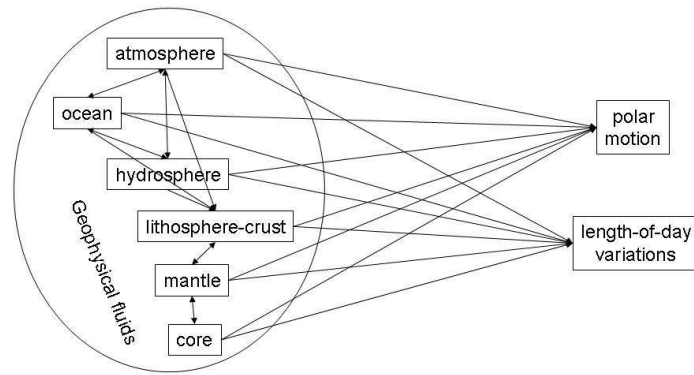 atmosphere
ocean
hydrosphere
lithosphere-crust
mantle
core
Geophysical fluids
polar
motion
length-of-day
variations